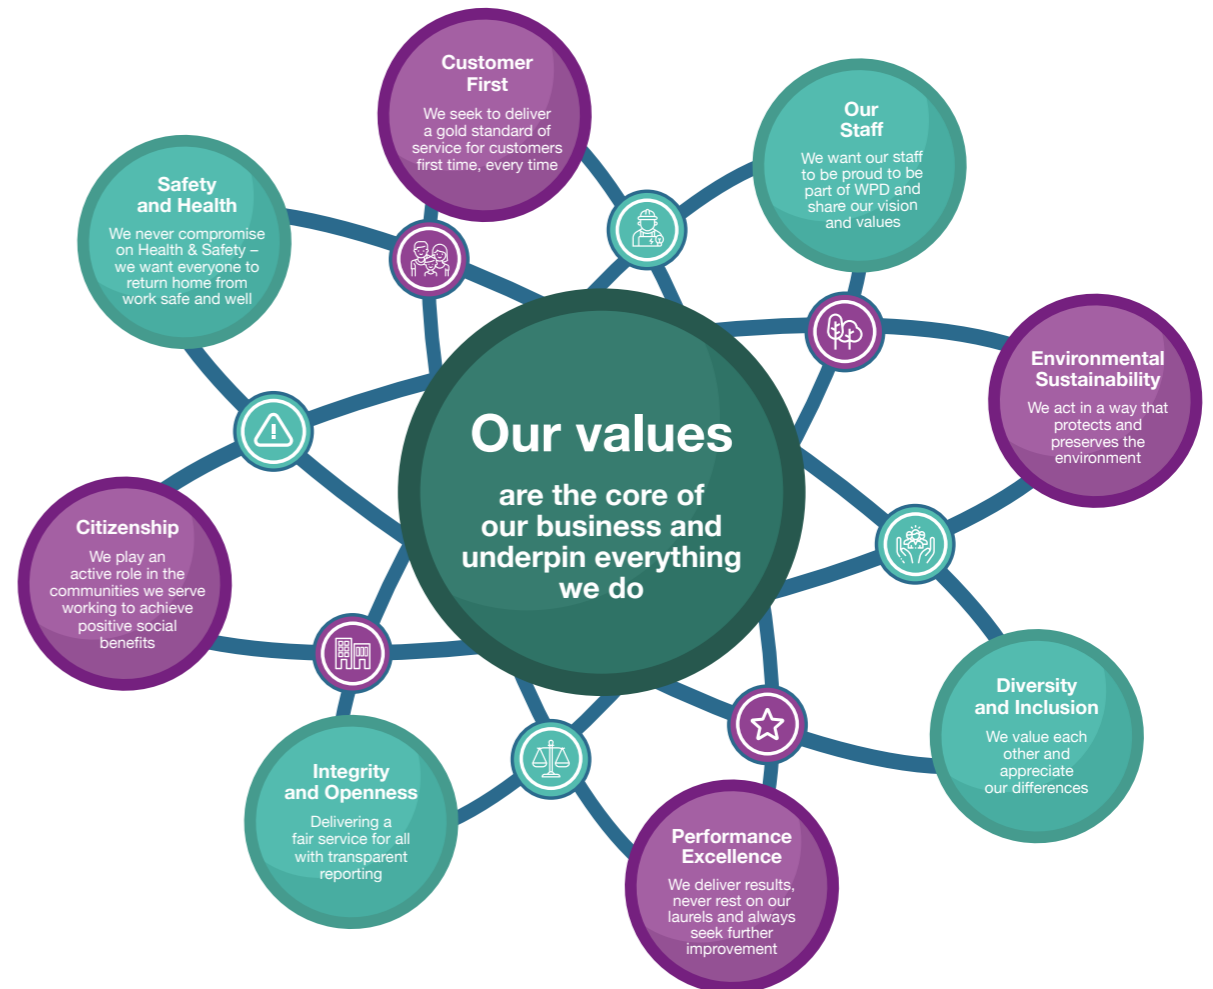 Customer
First
We seek to deliver
a gold standard of
service for customers
first time, every time
Our
Staff
We want our staff
to be proud to be
part of WPD and
share our vision
and values
Safety
and Health
We never compromise
on Health & Safety –
we want everyone to
return home from
work safe and well
Environmental
Sustainability
We act in a way that
protects and
preserves the
environment
Our values
are the core of
our business and
underpin everything
we do
Citizenship
We play an
active role in the
communities we serve
working to achieve
positive social
benefits
Diversity
and Inclusion
We value each
other and
appreciate
our differences
Integrity
and Openness
Delivering a
fair service for all
with transparent
reporting
Performance
Excellence
We deliver results,
never rest on our
laurels and always
seek further
improvement